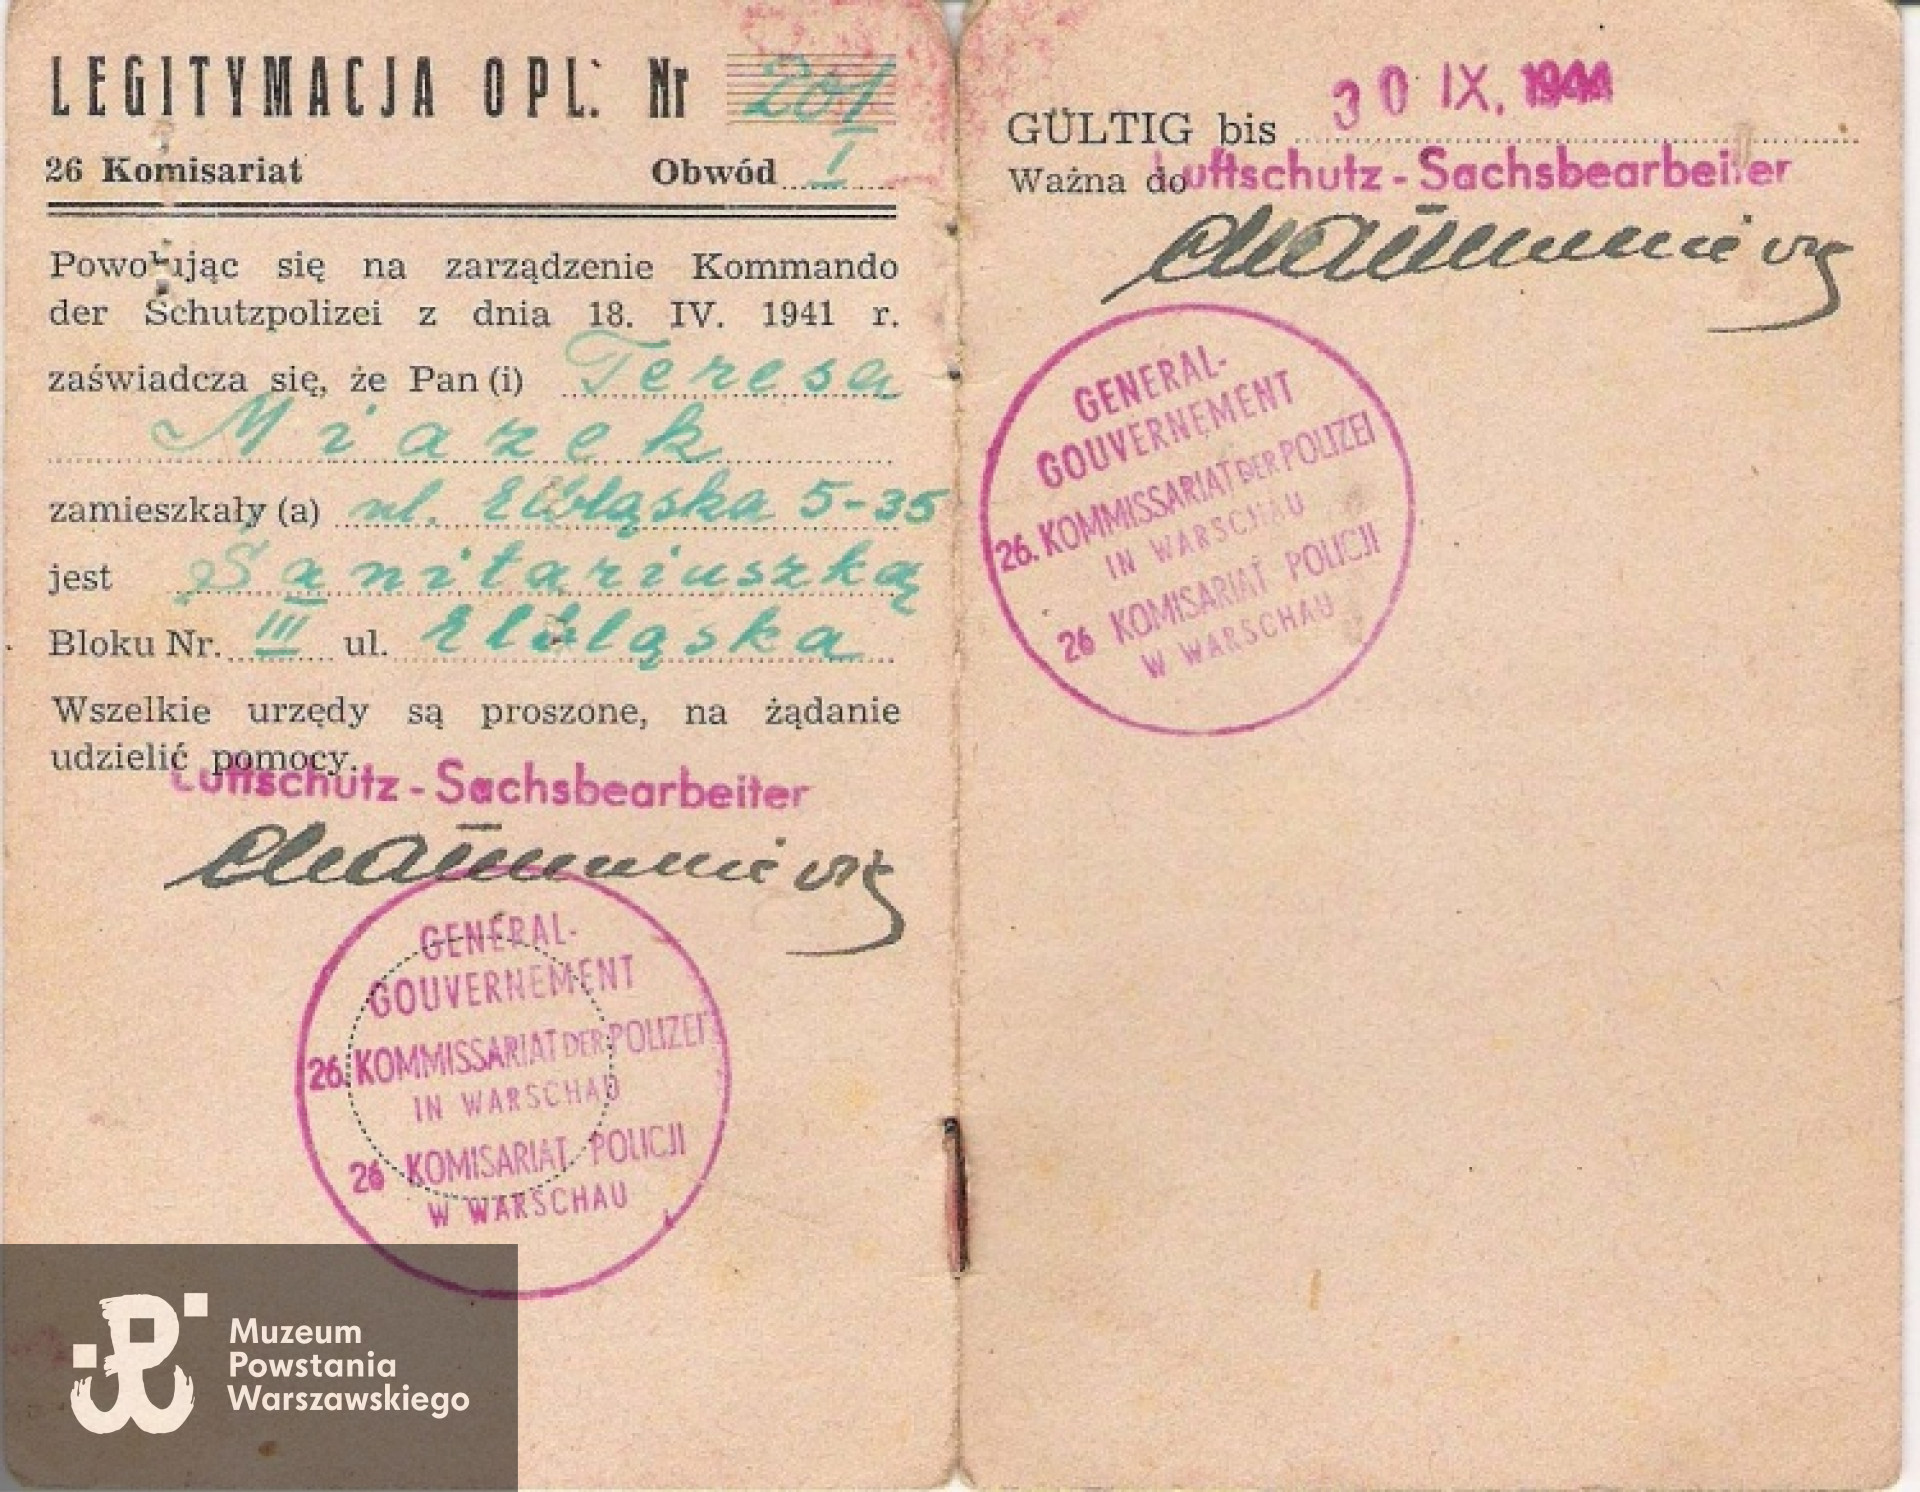 LEGITYMACJA OPL. Nr 201
26 Komisariat Obwód I
Powołując się na zarządzenie Kommando
der Schutzpolizei z dnia 18. IV. 1941 r.
zaświadcza się, że Pan (i) Teresa
Miazek
zamieszkały (a) ul. Elbląska 5-35
jest Sanitariuszką
Bloku Nr. III ul. Elbląska
Wszelkie urzędy są proszone, na żądanie
udzielić pomocy.
Luftschutz - Sachsbearbeiter
GENERAL-
GOUVERNEMENT
26. KOMMISSARIAT DER POLIZEI
IN WARSCHAU
26 KOMISARIAT POLICJI
W WARSCHAU
Muzeum
Powstania
Warszawskiego
GÜLTIG bis 30 IX. 1944
Ważna do
Luftschutz - Sachsbearbeiter
GENERAL-
GOUVERNEMENT
26. KOMMISSARIAT DER POLIZEI
IN WARSCHAU
26 KOMISARIAT POLICJI
W WARSCHAU